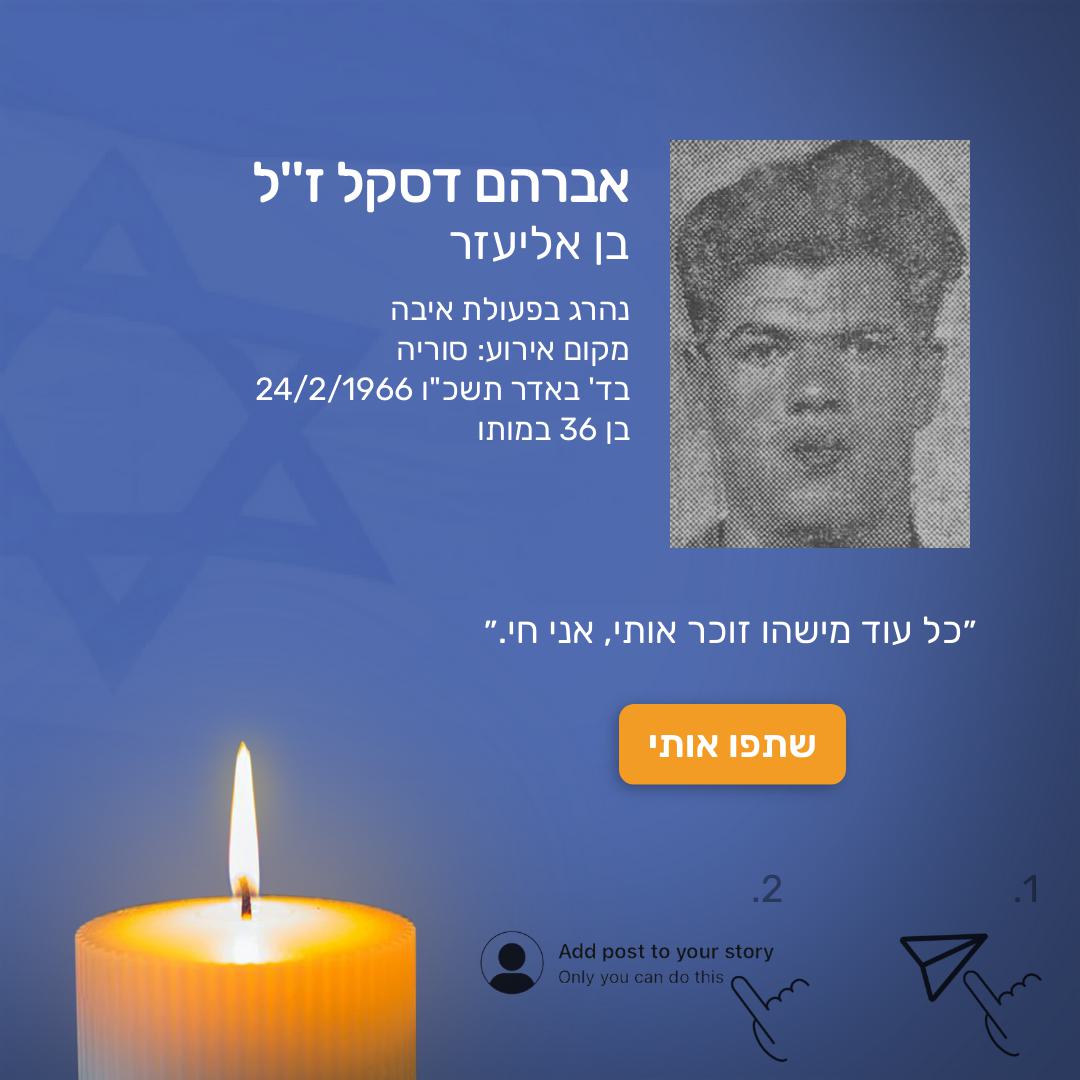 אברהם דסקל ז"ל
בן אליעזר
נהרג בפעולת איבה
מקום אירוע: סוריה
בד' באדר תשכ"ו 24/2/1966
בן 36 במותו
״כל עוד מישהו זוכר אותי, אני חי.״
שתפו אותי
.1
.2
Add post to your story
Only you can do this